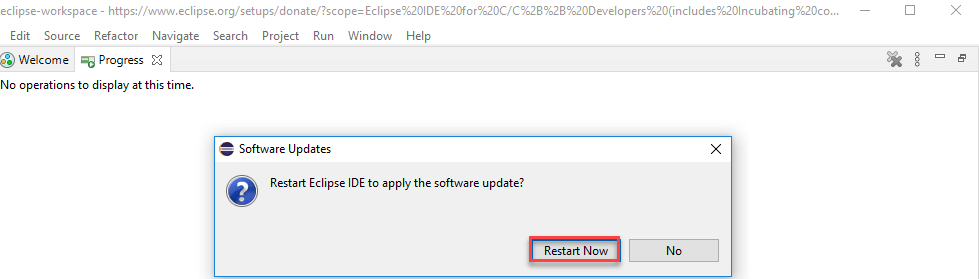 eclipse-workspace - https://www.eclipse.org/setups/donate/?scope=Eclipse%20IDE%20for%20C/C%2B%2B%20Developers%20(includes%20Incubating%20co...
Edit Source Refactor Navigate Search Project Run Window Help
Welcome Progress
No operations to display at this time.
Software Updates
Restart Eclipse IDE to apply the software update?
Restart Now No